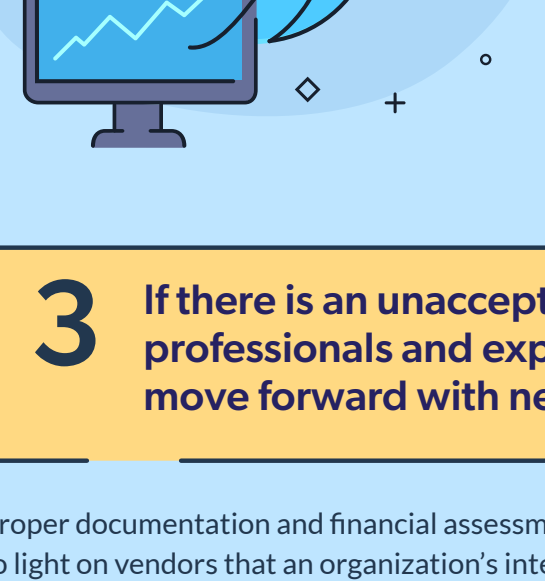 3
If there is an unaccept
professionals and exp
move forward with ne
roper documentation and financial assessm
o light on vendors that an organization's inte